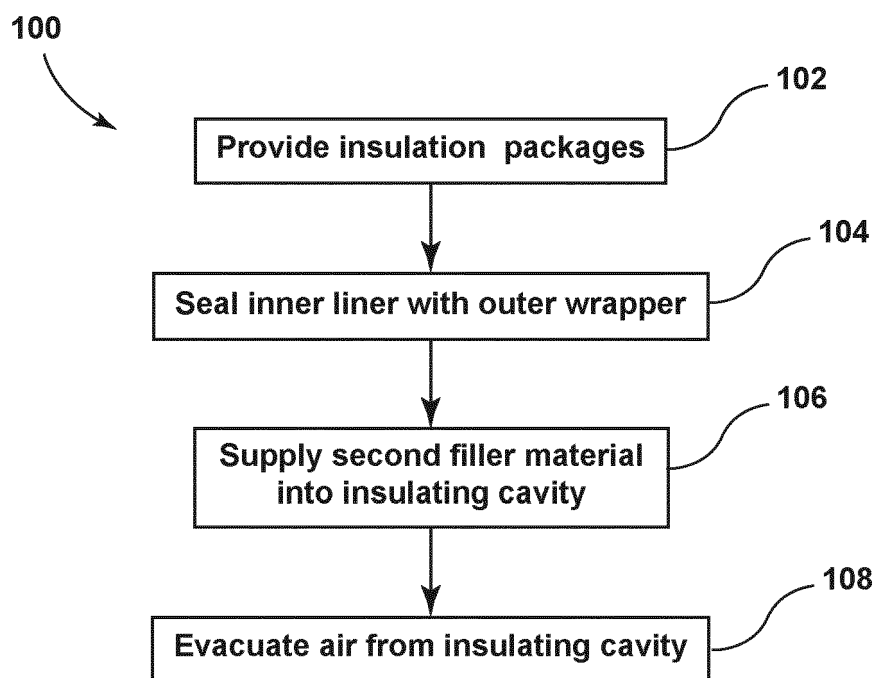 100
102
Provide insulation packages
104
Seal inner liner with outer wrapper
106
Supply second filler material
into insulating cavity
108
Evacuate air from insulating cavity